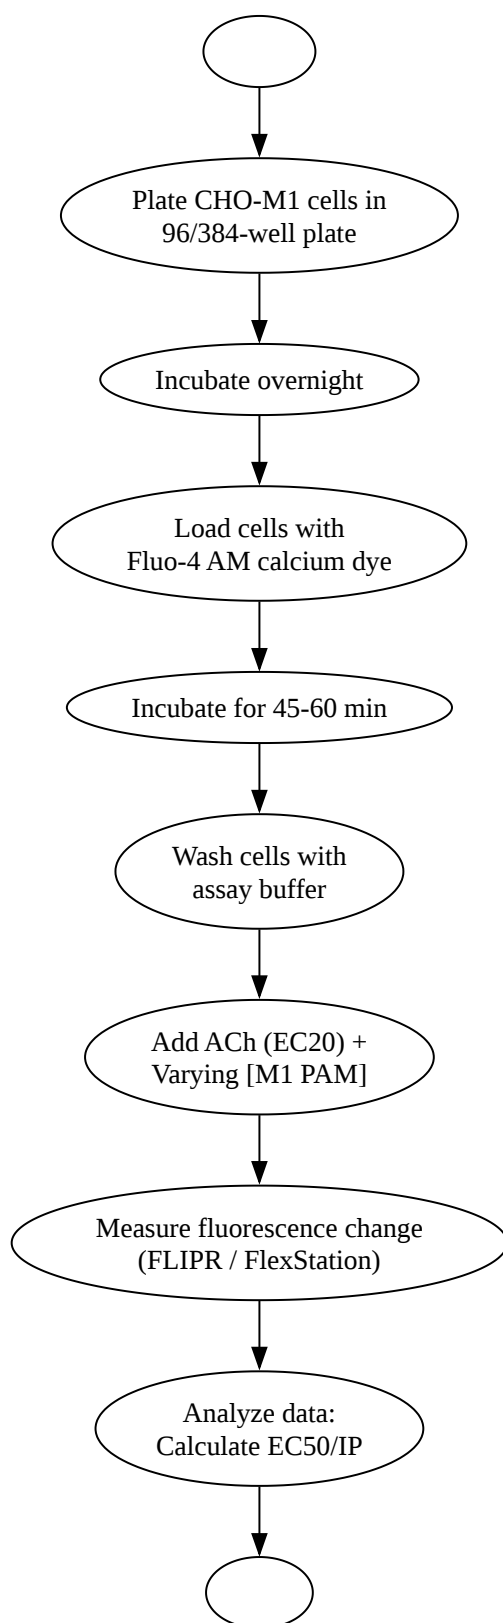 Plate CHO-M1 cells in
96/384-well plate
Incubate overnight
Load cells with
Fluo-4 AM calcium dye
Incubate for 45-60 min
Wash cells with
assay buffer
Add ACh (EC20) +
Varying [M1 PAM]
Measure fluorescence change
(FLIPR / FlexStation)
Analyze data:
Calculate EC50/IP